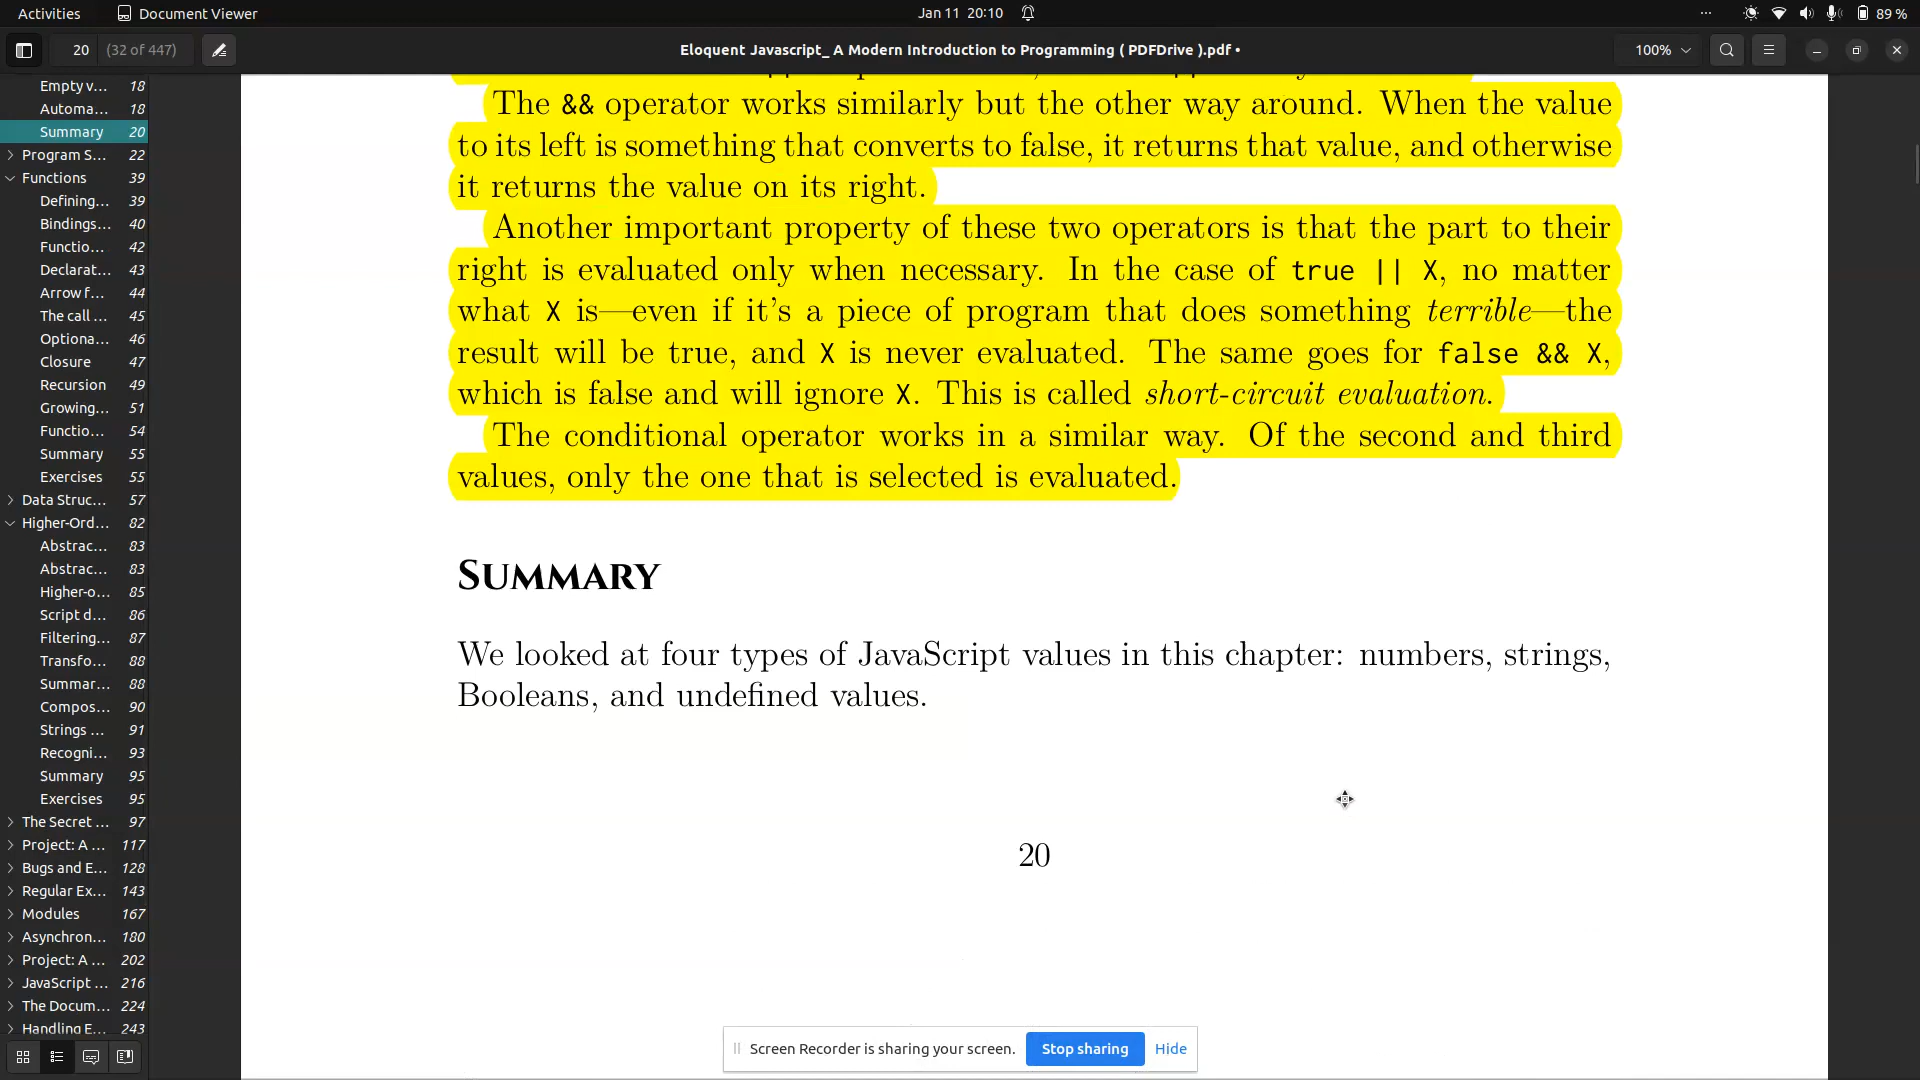 Activities
Document Viewer
Jan 11 20:10
89 %
20 (32 of 447)
Eloquent Javascript_ A Modern Introduction to Programming ( PDFDrive ).pdf •
100%
Empty v... 18
Automa... 18
Summary 20
Program S... 22
Functions 39
Defining... 39
Bindings... 40
Functio... 42
Declarat... 43
Arrow f... 44
The call ... 45
Optiona... 46
Closure 47
Recursion 49
Growing... 51
Functio... 54
Summary 55
Exercises 55
Data Struc... 57
Higher-Ord... 82
Abstrac... 83
Abstrac... 83
Higher-o... 85
Script d... 86
Filtering... 87
Transfo... 88
Summar... 88
Compos... 90
Strings ... 91
Recogni... 93
Summary 95
Exercises 95
The Secret ... 97
Project: A ... 117
Bugs and E... 128
Regular Ex... 143
Modules 167
Asynchron... 180
Project: A ... 202
JavaScript ... 216
The Docum... 224
Handling E... 243
The && operator works similarly but the other way around. When the value
to its left is something that converts to false, it returns that value, and otherwise
it returns the value on its right.
Another important property of these two operators is that the part to their
right is evaluated only when necessary. In the case of true || X, no matter
what X is—even if it's a piece of program that does something terrible—the
result will be true, and X is never evaluated. The same goes for false && X,
which is false and will ignore X. This is called short-circuit evaluation.
The conditional operator works in a similar way. Of the second and third
values, only the one that is selected is evaluated.
Summary
We looked at four types of JavaScript values in this chapter: numbers, strings,
Booleans, and undefined values.
20
Screen Recorder is sharing your screen.
Stop sharing
Hide